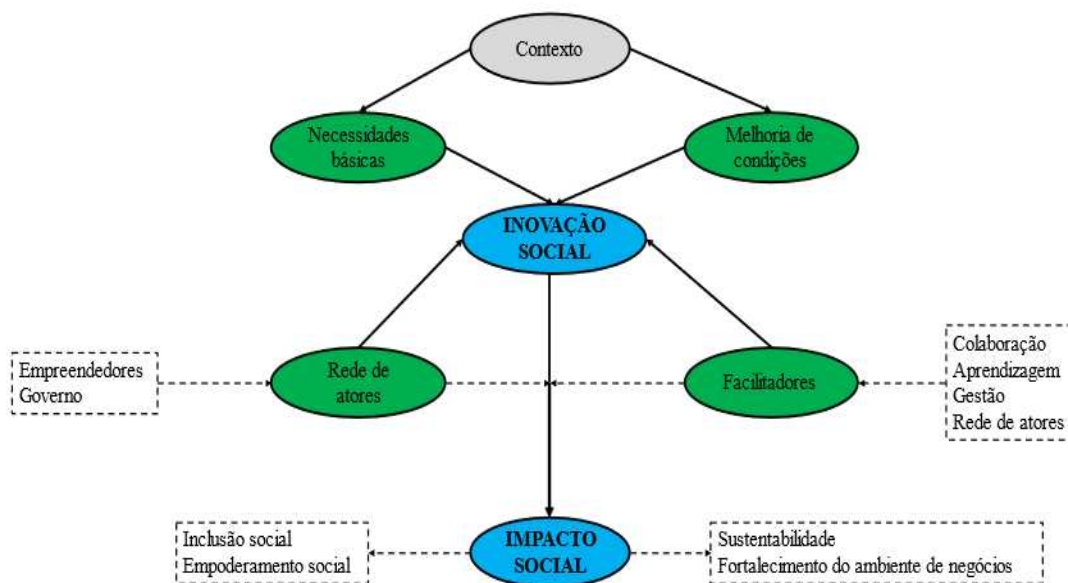 Contexto
Necessidades
básicas
Melhoria de
condições
INOVAÇÃO
SOCIAL
Empreendedores
Governo
Rede de
atores
Facilitadores
Colaboração
Aprendizagem
Gestão
Rede de atores
Inclusão social
Empoderamento social
IMPACTO
SOCIAL
Sustentabilidade
Fortalecimento do ambiente de negócios